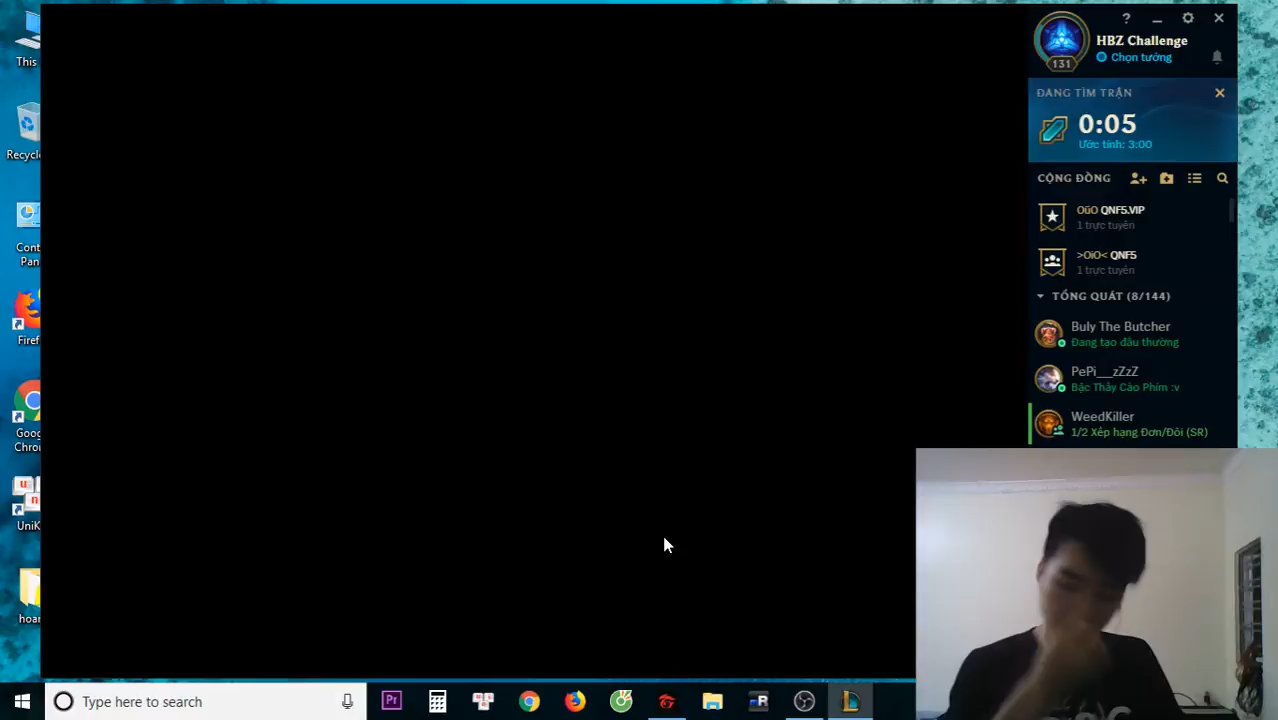 This
Recycle
Cont
Pan
Firef
Goog
Chro
UniK
hoar
HBZ Challenge
131
Chọn tướng
ĐANG TÌM TRẬN
0:05
Ước tính: 3:00
CỘNG ĐỒNG
OüO QNF5.VIP
1 trực tuyến
>OiO< QNF5
1 trực tuyến
TỔNG QUÁT (8/144)
Buly The Butcher
Đang tạo đấu thường
PePi__zZzZ
Bậc Thầy Cào Phím :v
WeedKiller
1/2 Xếp hạng Đơn/Đôi (SR)
Type here to search